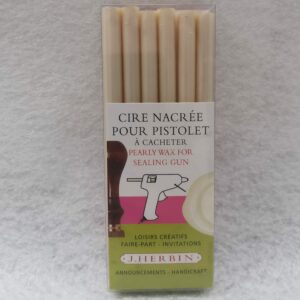 CIRE NACRÉE
POUR PISTOLET
À CACHETER
PEARLY WAX FOR
SEALING GUN
LOISIRS CRÉATIFS
FAIRE-PART - INVITATIONS
J. HERBIN
ANNOUNCEMENTS - HANDICRAFT